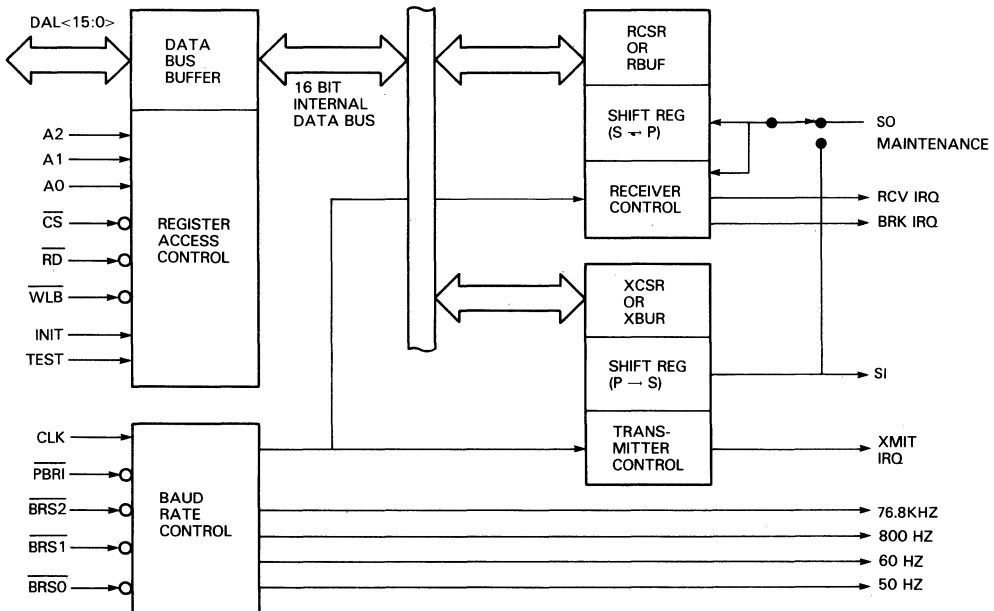 DAL<15:0>
DATA
BUS
BUFFER
16 BIT
INTERNAL
DATA BUS
A2
A1
A0
CS
RD
WLB
INIT
TEST
REGISTER
ACCESS
CONTROL
CLK
PBRI
BRS2
BRS1
BRS0
BAUD
RATE
CONTROL
RCSR
OR
RBUF
SHIFT REG
(S ← P)
RECEIVER
CONTROL
SO
MAINTENANCE
RCV IRQ
BRK IRQ
XCSR
OR
XBUR
SHIFT REG
(P → S)
TRANS-
MITTER
CONTROL
SI
XMIT
IRQ
76.8KHZ
800 HZ
60 HZ
50 HZ